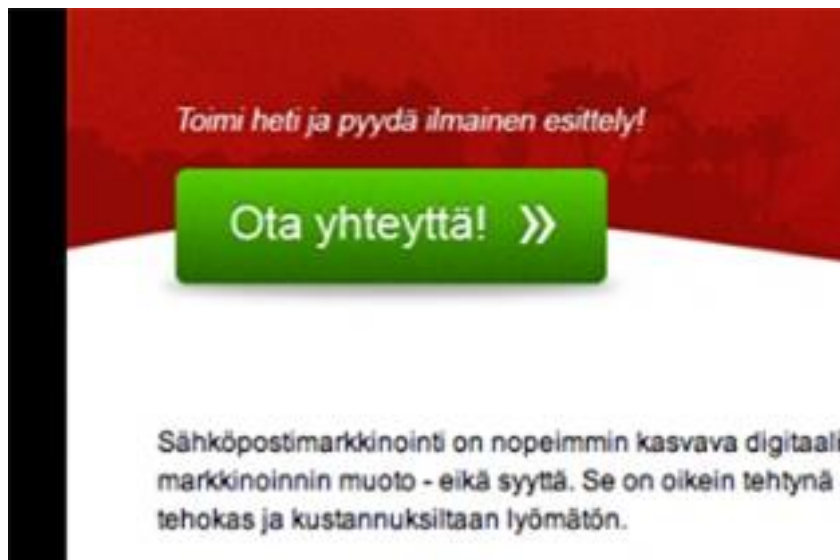 Toimi heti ja pyydä ilmainen esittely!
Ota yhteyttä! »
Sähköpostimarkkinointi on nopeimmin kasvava
markkinoinnin muoto - eikä syyttä. Se on oikein tehtynä
tehokas ja kustannuksiltaan lyömätön.